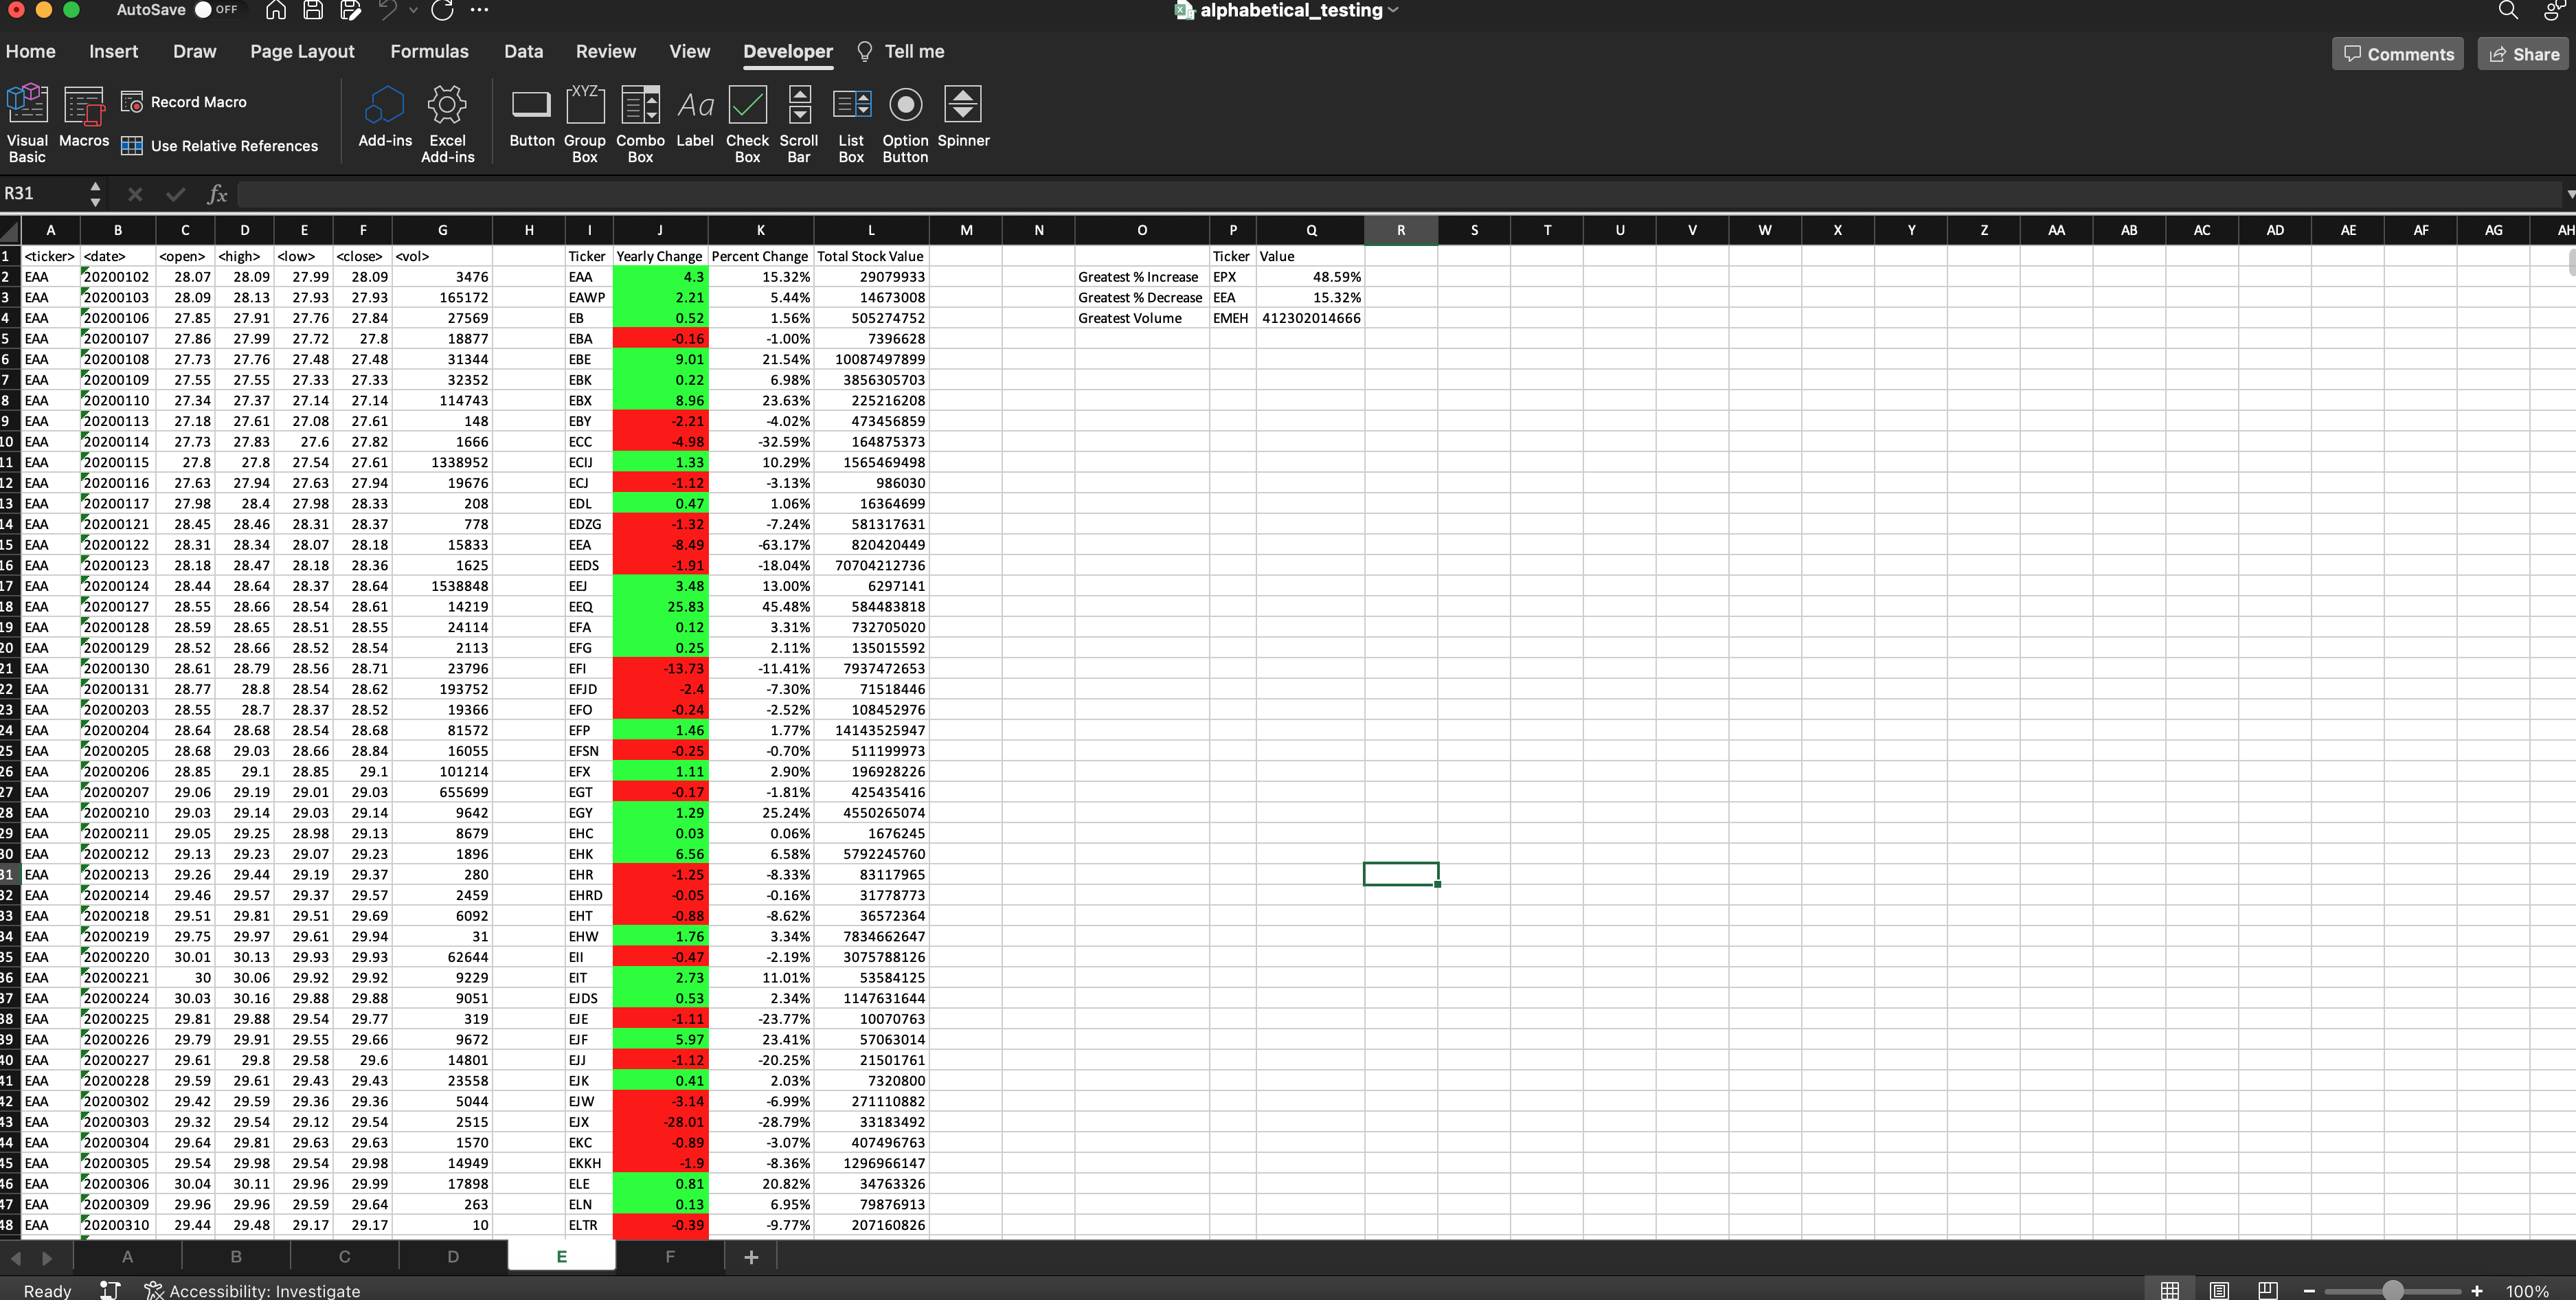 AutoSave OFF alphabetical_testing
Home Insert Draw Page Layout Formulas Data Review View Developer Tell me Comments Share
Visual Basic Macros Record Macro Use Relative References Add-ins Excel Add-ins Button Group Box Combo Box Label Check Box Scroll Bar List Box Option Button Spinner
XYZ Aa
R31 fx
A B C D E F G H I J K L M N O P Q R S T U V W X Y Z AA AB AC AD AE AF AG AH
1 <ticker> <date> <open> <high> <low> <close> <vol> Ticker Yearly Change Percent Change Total Stock Value Ticker Value
2 EAA 20200102 28.07 28.09 27.99 28.09 3476 EAA 4.3 15.32% 29079933 Greatest % Increase EPX 48.59%
3 EAA 20200103 28.09 28.13 27.93 27.93 165172 EAWP 2.21 5.44% 14673008 Greatest % Decrease EEA 15.32%
4 EAA 20200106 27.85 27.91 27.76 27.84 27569 EB 0.52 1.56% 505274752 Greatest Volume EMEH 412302014666
5 EAA 20200107 27.86 27.99 27.72 27.8 18877 EBA -0.16 -1.00% 7396628
6 EAA 20200108 27.73 27.76 27.48 27.48 31344 EBE 9.01 21.54% 10087497899
7 EAA 20200109 27.55 27.55 27.33 27.33 32352 EBK 0.22 6.98% 3856305703
8 EAA 20200110 27.34 27.37 27.14 27.14 114743 EBX 8.96 23.63% 225216208
9 EAA 20200113 27.18 27.61 27.08 27.61 148 EBY -2.21 -4.02% 473456859
10 EAA 20200114 27.73 27.83 27.6 27.82 1666 ECC -4.98 -32.59% 164875373
11 EAA 20200115 27.8 27.8 27.54 27.61 1338952 ECIJ 1.33 10.29% 1565469498
12 EAA 20200116 27.63 27.94 27.63 27.94 19676 ECJ -1.12 -3.13% 986030
13 EAA 20200117 27.98 28.4 27.98 28.33 208 EDL 0.47 1.06% 16364699
14 EAA 20200121 28.45 28.46 28.31 28.37 778 EDZG -1.32 -7.24% 581317631
15 EAA 20200122 28.31 28.34 28.07 28.18 15833 EEA -8.49 -63.17% 820420449
16 EAA 20200123 28.18 28.47 28.18 28.36 1625 EEDS -1.91 -18.04% 70704212736
17 EAA 20200124 28.44 28.64 28.37 28.64 1538848 EEJ 3.48 13.00% 6297141
18 EAA 20200127 28.55 28.66 28.54 28.61 14219 EEQ 25.83 45.48% 584483818
19 EAA 20200128 28.59 28.65 28.51 28.55 24114 EFA 0.12 3.31% 732705020
20 EAA 20200129 28.52 28.66 28.52 28.54 2113 EFG 0.25 2.11% 135015592
21 EAA 20200130 28.61 28.79 28.56 28.71 23796 EFI -13.73 -11.41% 7937472653
22 EAA 20200131 28.77 28.8 28.54 28.62 193752 EFJD -2.4 -7.30% 71518446
23 EAA 20200203 28.55 28.7 28.37 28.52 19366 EFO -0.24 -2.52% 108452976
24 EAA 20200204 28.64 28.68 28.54 28.68 81572 EFP 1.46 1.77% 14143525947
25 EAA 20200205 28.68 29.03 28.66 28.84 16055 EFSN -0.25 -0.70% 511199973
26 EAA 20200206 28.85 29.1 28.85 29.1 101214 EFX 1.11 2.90% 196928226
27 EAA 20200207 29.06 29.19 29.01 29.03 655699 EGT -0.17 -1.81% 425435416
28 EAA 20200210 29.03 29.14 29.03 29.14 9642 EGY 1.29 25.24% 4550265074
29 EAA 20200211 29.05 29.25 28.98 29.13 8679 EHC 0.03 0.06% 1676245
30 EAA 20200212 29.13 29.23 29.07 29.23 1896 EHK 6.56 6.58% 5792245760
31 EAA 20200213 29.26 29.44 29.19 29.37 280 EHR -1.25 -8.33% 83117965
32 EAA 20200214 29.46 29.57 29.37 29.57 2459 EHRD -0.05 -0.16% 31778773
33 EAA 20200218 29.51 29.81 29.51 29.69 6092 EHT -0.88 -8.62% 36572364
34 EAA 20200219 29.75 29.97 29.61 29.94 31 EHW 1.76 3.34% 7834662647
35 EAA 20200220 30.01 30.13 29.93 29.93 62644 EII -0.47 -2.19% 3075788126
36 EAA 20200221 30 30.06 29.92 29.92 9229 EIT 2.73 11.01% 53584125
37 EAA 20200224 30.03 30.16 29.88 29.88 9051 EJDS 0.53 2.34% 1147631644
38 EAA 20200225 29.81 29.88 29.54 29.77 319 EJE -1.11 -23.77% 10070763
39 EAA 20200226 29.79 29.91 29.55 29.66 9672 EJF 5.97 23.41% 57063014
40 EAA 20200227 29.61 29.8 29.58 29.6 14801 EJJ -1.12 -20.25% 21501761
41 EAA 20200228 29.59 29.61 29.43 29.43 23558 EJK 0.41 2.03% 7320800
42 EAA 20200302 29.42 29.59 29.36 29.36 5044 EJW -3.14 -6.99% 271110882
43 EAA 20200303 29.32 29.54 29.12 29.54 2515 EJX -28.01 -28.79% 33183492
44 EAA 20200304 29.64 29.81 29.63 29.63 1570 EKC -0.89 -3.07% 407496763
45 EAA 20200305 29.54 29.98 29.54 29.98 14949 EKKH -1.9 -8.36% 1296966147
46 EAA 20200306 30.04 30.11 29.96 29.99 17898 ELE 0.81 20.82% 34763326
47 EAA 20200309 29.96 29.96 29.59 29.64 263 ELN 0.13 6.95% 79876913
48 EAA 20200310 29.44 29.48 29.17 29.17 10 ELTR -0.39 -9.77% 207160826
A B C D E F +
Ready Accessibility: Investigate 100%